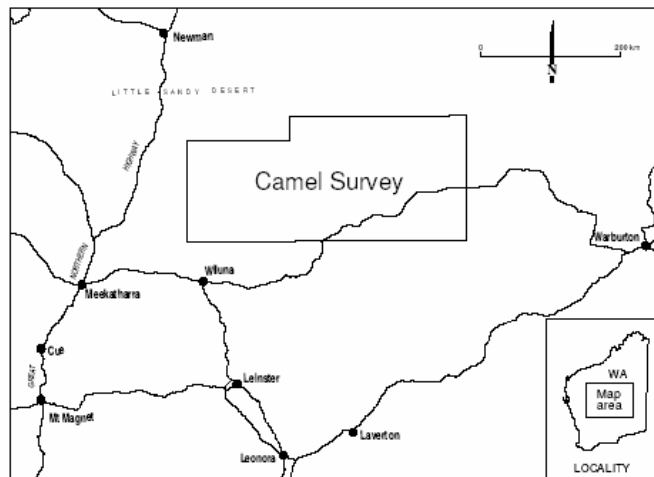 Newman
0 200 km
N
LITTLE SANDY DESERT
HIGHWAY
Camel Survey
Warburton
NORTHERN
Wiluna
Meekatharra
Cue
GREAT
Leinster
WA
Map
area
Mt Magnet
Laverton
Leonora
LOCALITY